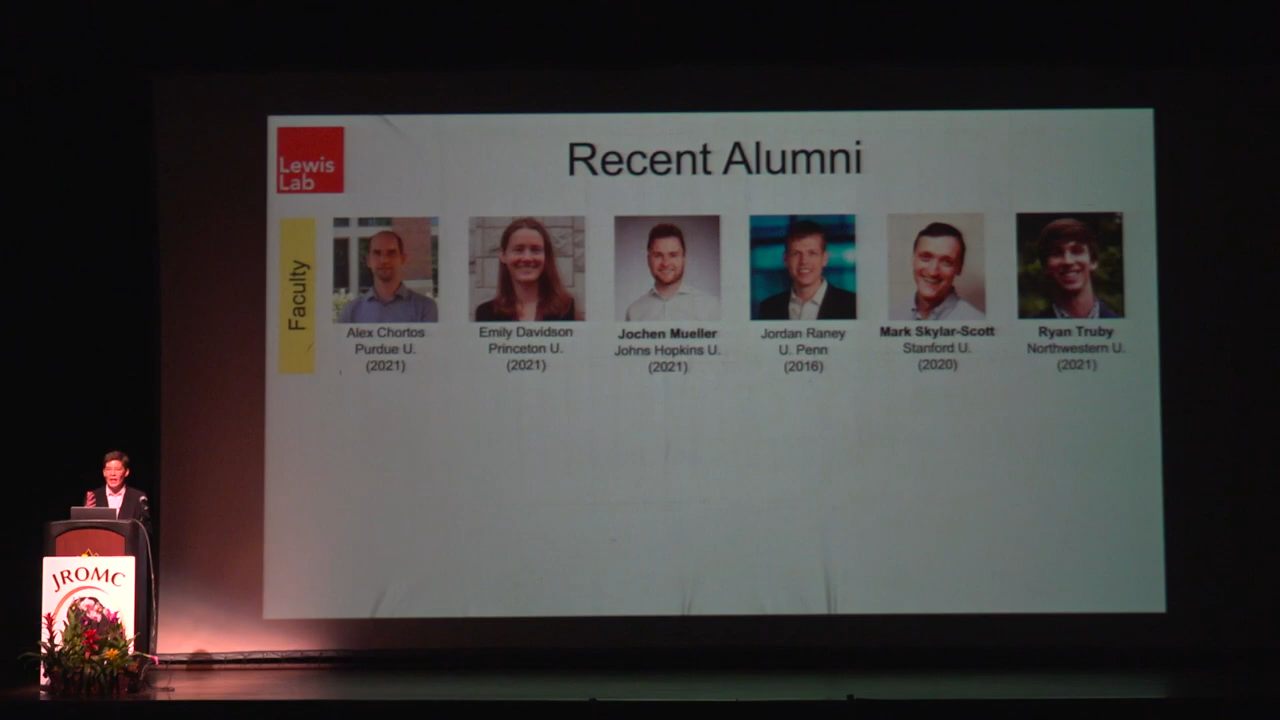 Lewis
Lab
Recent Alumni
Faculty
Alex Chortos
Purdue U.
(2021)
Emily Davidson
Princeton U.
(2021)
Jochen Mueller
Johns Hopkins U.
(2021)
Jordan Raney
U. Penn
(2016)
Mark Skylar-Scott
Stanford U.
(2020)
Ryan Truby
Northwestern U.
(2021)
JROMC